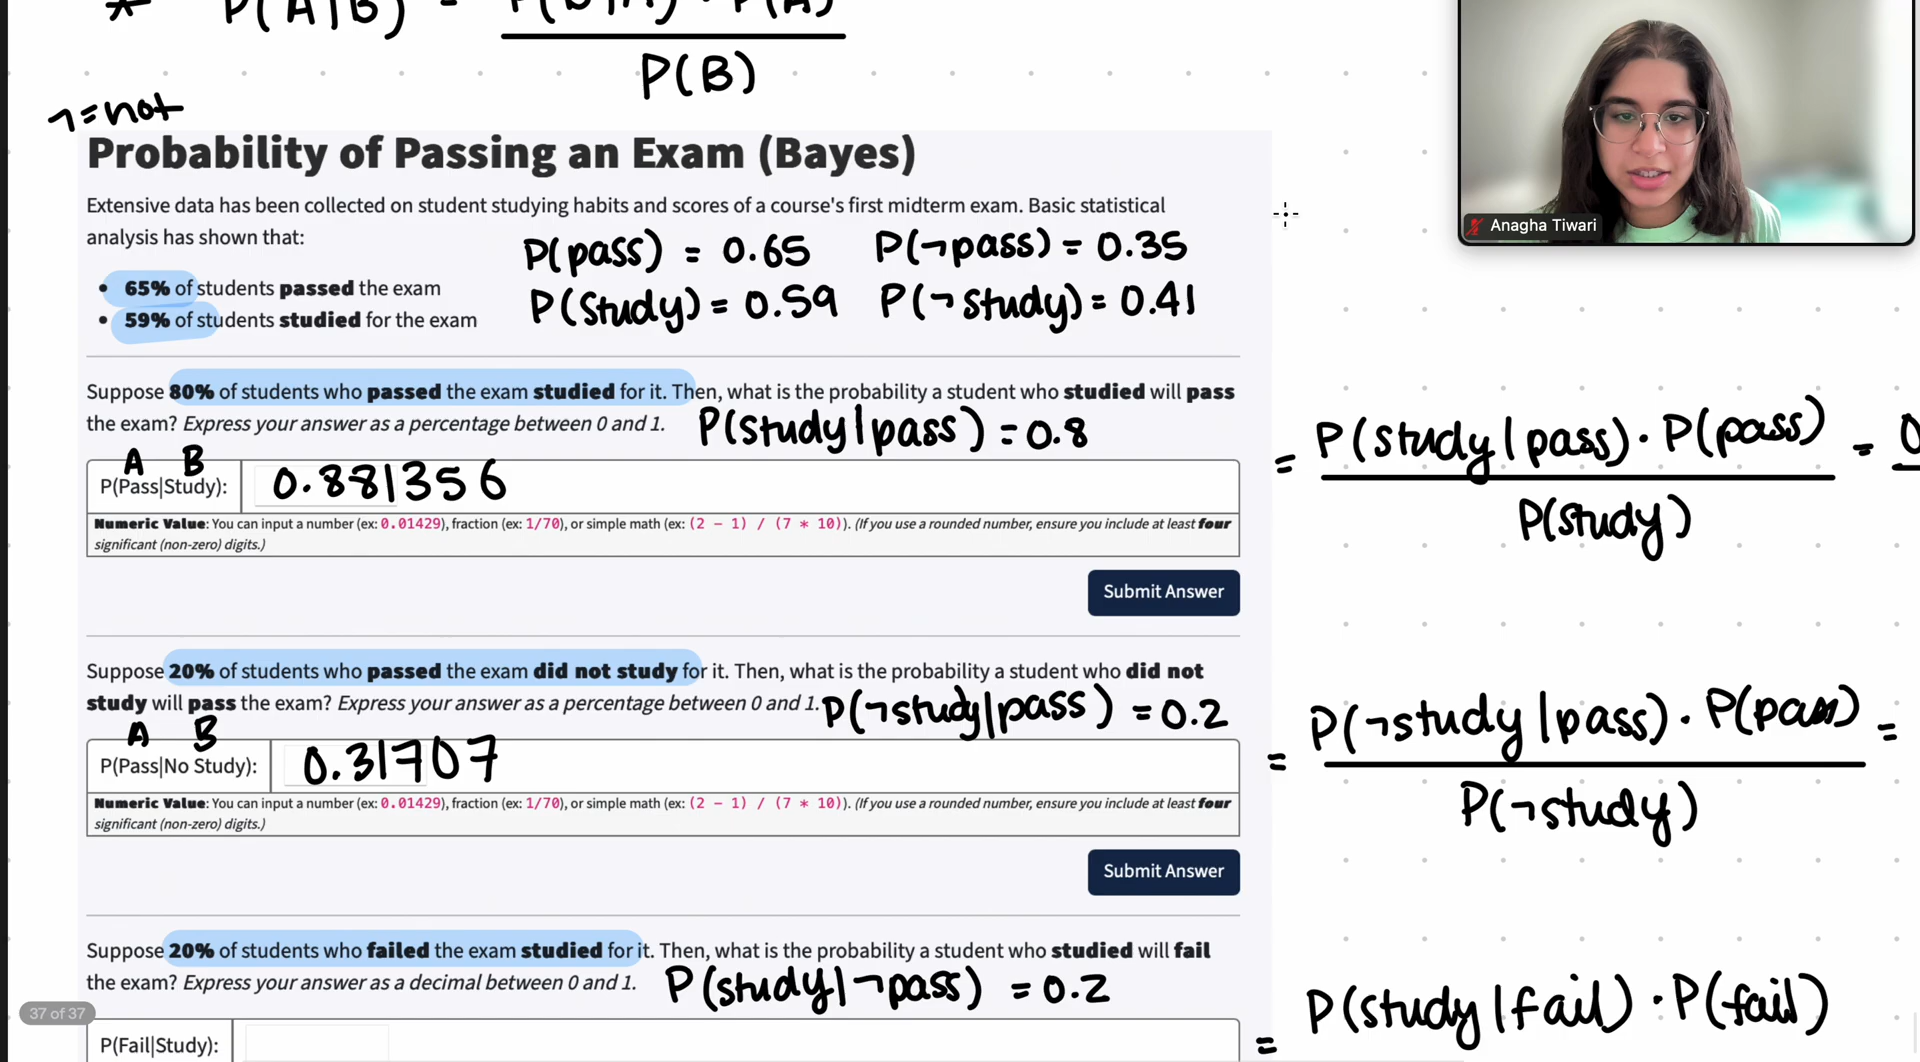 * P(A|B) = P(B|A) · P(A)
P(B)
¬=not
Probability of Passing an Exam (Bayes)
Extensive data has been collected on student studying habits and scores of a course's first midterm exam. Basic statistical
analysis has shown that:
P(pass) = 0.65 P(¬pass) = 0.35
• 65% of students passed the exam
P(study) = 0.59 P(¬study) = 0.41
• 59% of students studied for the exam
Suppose 80% of students who passed the exam studied for it. Then, what is the probability a student who studied will pass
the exam? Express your answer as a percentage between 0 and 1.
P(study|pass) = 0.8
A B
P(Pass|Study): 0.881356
Numeric Value: You can input a number (ex: 0.01429), fraction (ex: 1/70), or simple math (ex: (2 - 1) / (7 * 10)). (If you use a rounded number, ensure you include at least four
significant (non-zero) digits.)
Submit Answer
= P(study|pass) · P(pass) =
P(study)
Suppose 20% of students who passed the exam did not study for it. Then, what is the probability a student who did not
study will pass the exam? Express your answer as a percentage between 0 and 1.
P(¬study|pass) = 0.2
A B
P(Pass|No Study): 0.31707
Numeric Value: You can input a number (ex: 0.01429), fraction (ex: 1/70), or simple math (ex: (2 - 1) / (7 * 10)). (If you use a rounded number, ensure you include at least four
significant (non-zero) digits.)
Submit Answer
= P(¬study|pass) · P(pass) =
P(¬study)
Suppose 20% of students who failed the exam studied for it. Then, what is the probability a student who studied will fail
the exam? Express your answer as a decimal between 0 and 1.
P(study|¬pass) = 0.2
P(Fail|Study):
= P(study|fail) · P(fail)
37 of 37
Anagha Tiwari